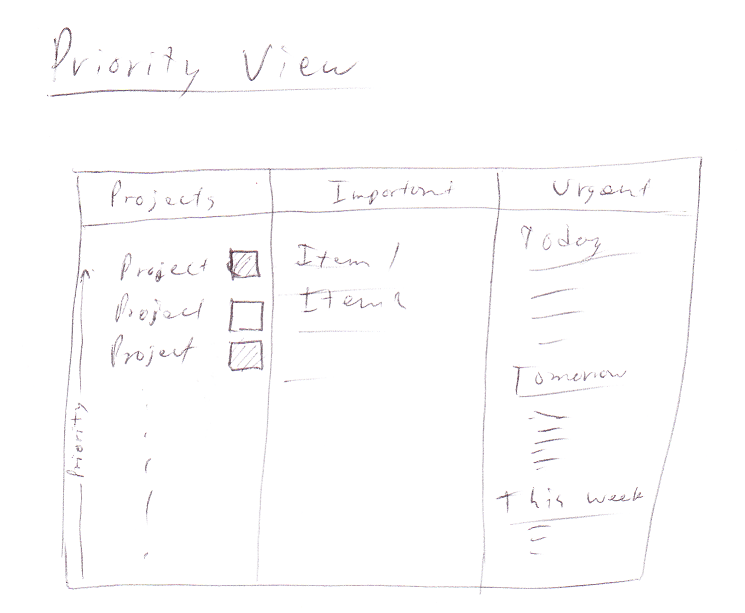 Priority View
Projects
Important
Urgent
Project
Project
Project
Priority
Item 1
Item 2
Today
Tomorrow
This week